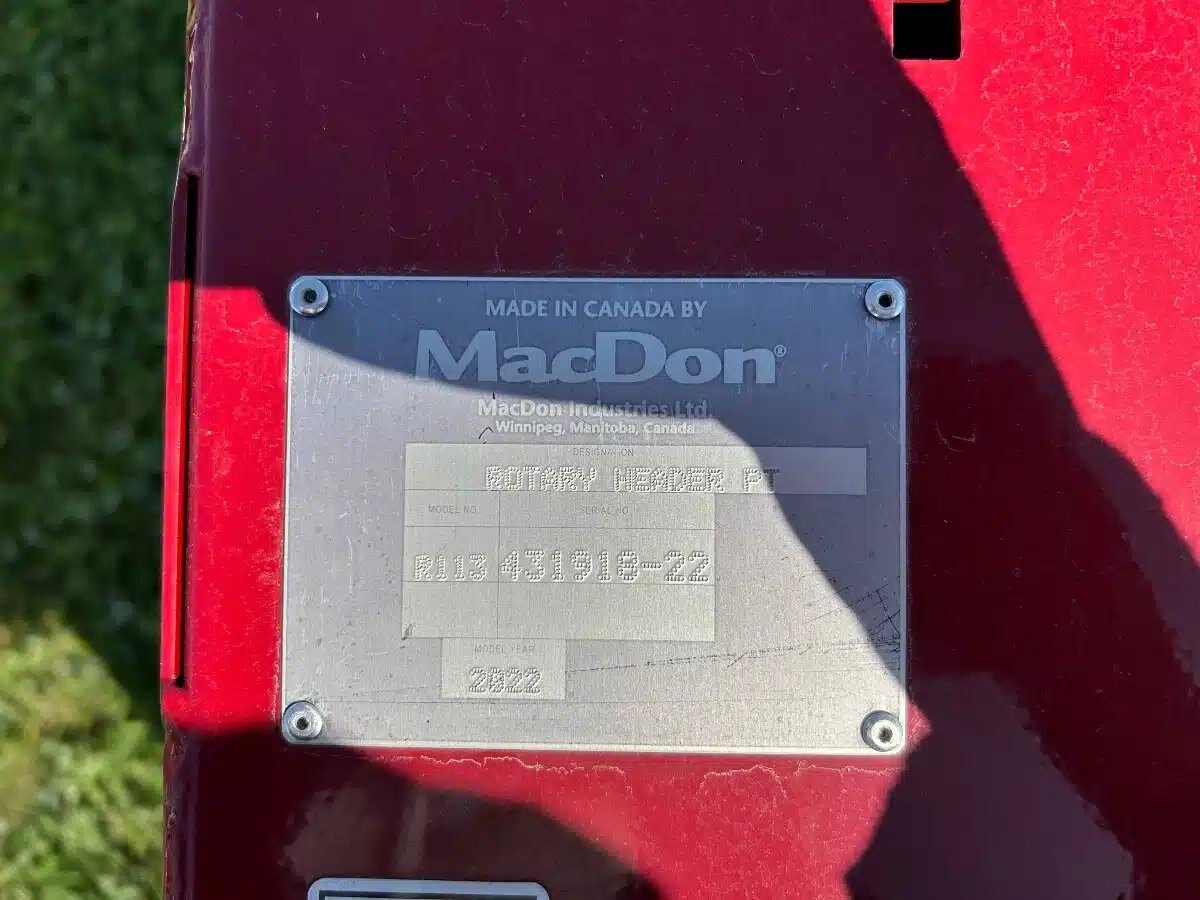 MADE IN CANADA BY
MacDon®
MacDon Industries Ltd.
Winnipeg, Manitoba, Canada
DESIGNATION
ROTARY HEADER PT
MODEL NO. SERIAL NO.
R113 431918-22
MODEL YEAR
2022